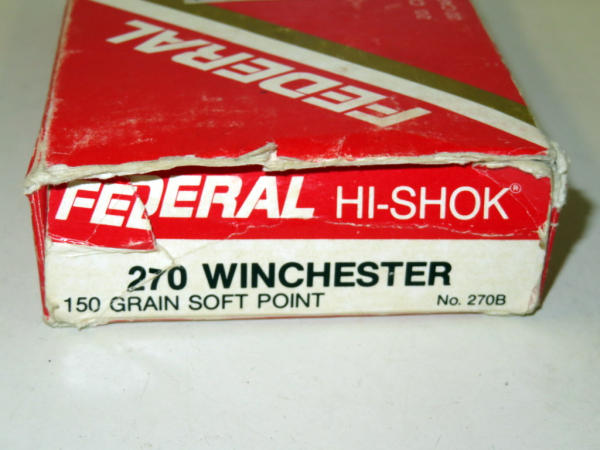 FEDERAL
FEDERAL HI-SHOK®
270 WINCHESTER
150 GRAIN SOFT POINT No. 270B